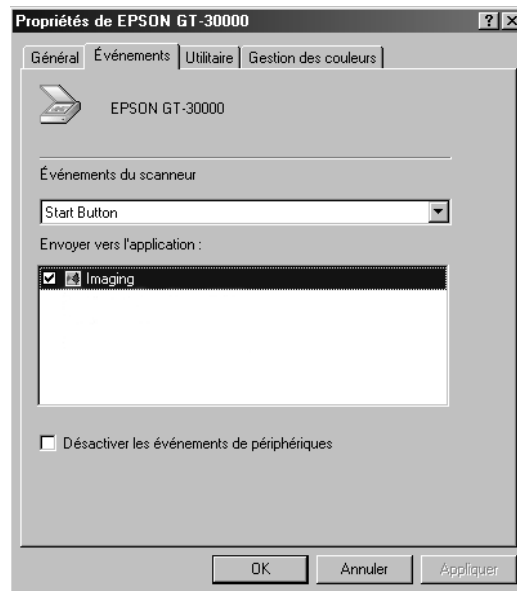 Propriétés de EPSON GT-30000
Général Événements Utilitaire Gestion des couleurs
EPSON GT-30000
Événements du scanneur
Start Button
Envoyer vers l'application :
Imaging
Désactiver les événements de périphériques
OK Annuler Appliquer